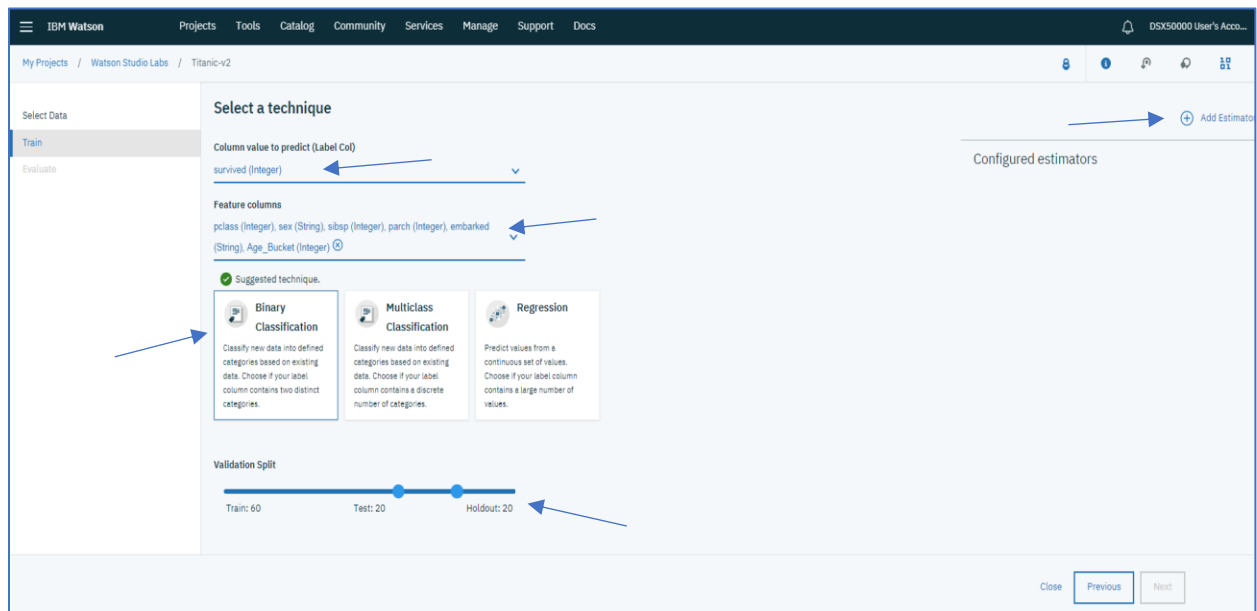 IBM Watson Projects Tools Catalog Community Services Manage Support Docs DSX50000 User's Acco...
My Projects / Watson Studio Labs / Titanic-v2
Select Data
Train
Evaluate
Select a technique
Column value to predict (Label Col)
survived (Integer)
Feature columns
pclass (Integer), sex (String), sibsp (Integer), parch (Integer), embarked
(String), Age_Bucket (Integer)
Suggested technique.
Binary
Classification
Classify new data into defined
categories based on existing
data. Choose if your label
column contains two distinct
categories.
Multiclass
Classification
Classify new data into defined
categories based on existing
data. Choose if your label
column contains a discrete
number of categories.
Regression
Predict values from a
continuous set of values.
Choose if your label column
contains a large number of
values.
Validation Split
Train: 60 Test: 20 Holdout: 20
Add Estimator
Configured estimators
Close Previous Next